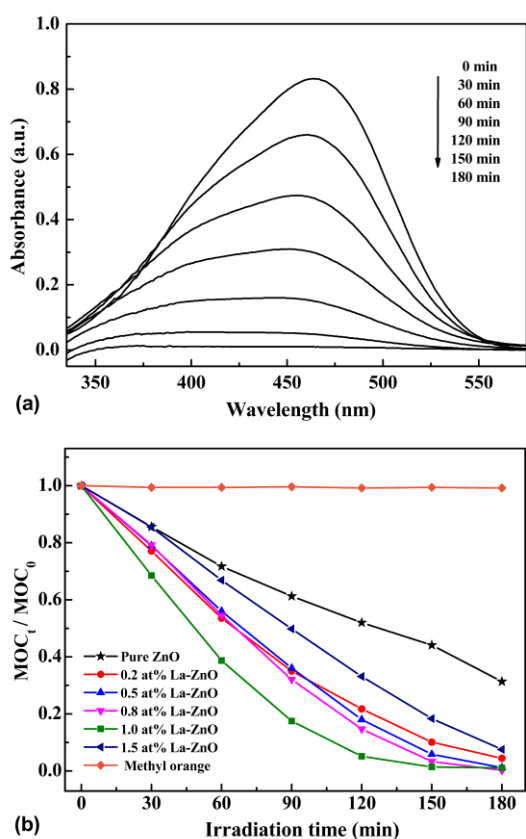 1.0
0.8
0.6
0.4
0.2
0.0
Absorbance (a.u.)
0 min
30 min
60 min
90 min
120 min
150 min
180 min
350 400 450 500 550
Wavelength (nm)
(a)
1.0
0.8
0.6
0.4
0.2
0.0
MOCt / MOC0
Pure ZnO
0.2 at% La-ZnO
0.5 at% La-ZnO
0.8 at% La-ZnO
1.0 at% La-ZnO
1.5 at% La-ZnO
Methyl orange
0 30 60 90 120 150 180
Irradiation time (min)
(b)